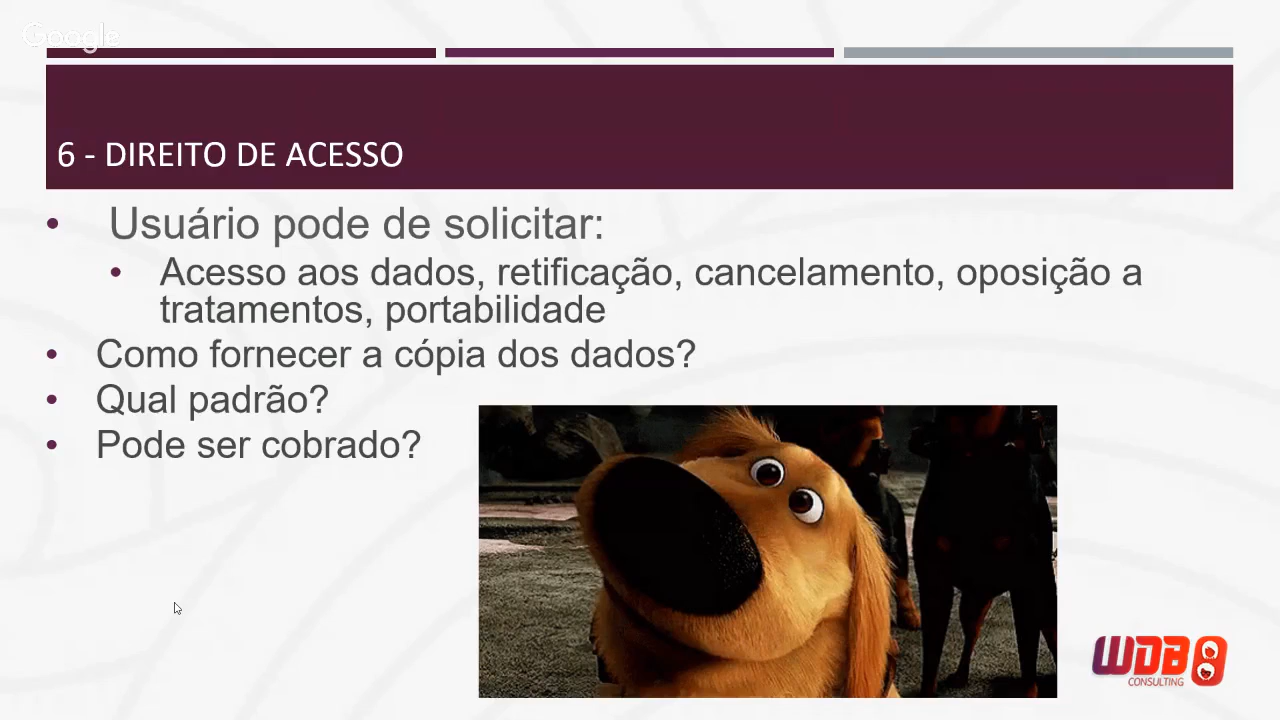 Google
6 - DIREITO DE ACESSO
• Usuário pode de solicitar:
• Acesso aos dados, retificação, cancelamento, oposição a
tratamentos, portabilidade
• Como fornecer a cópia dos dados?
• Qual padrão?
• Pode ser cobrado?
WDB8
CONSULTING